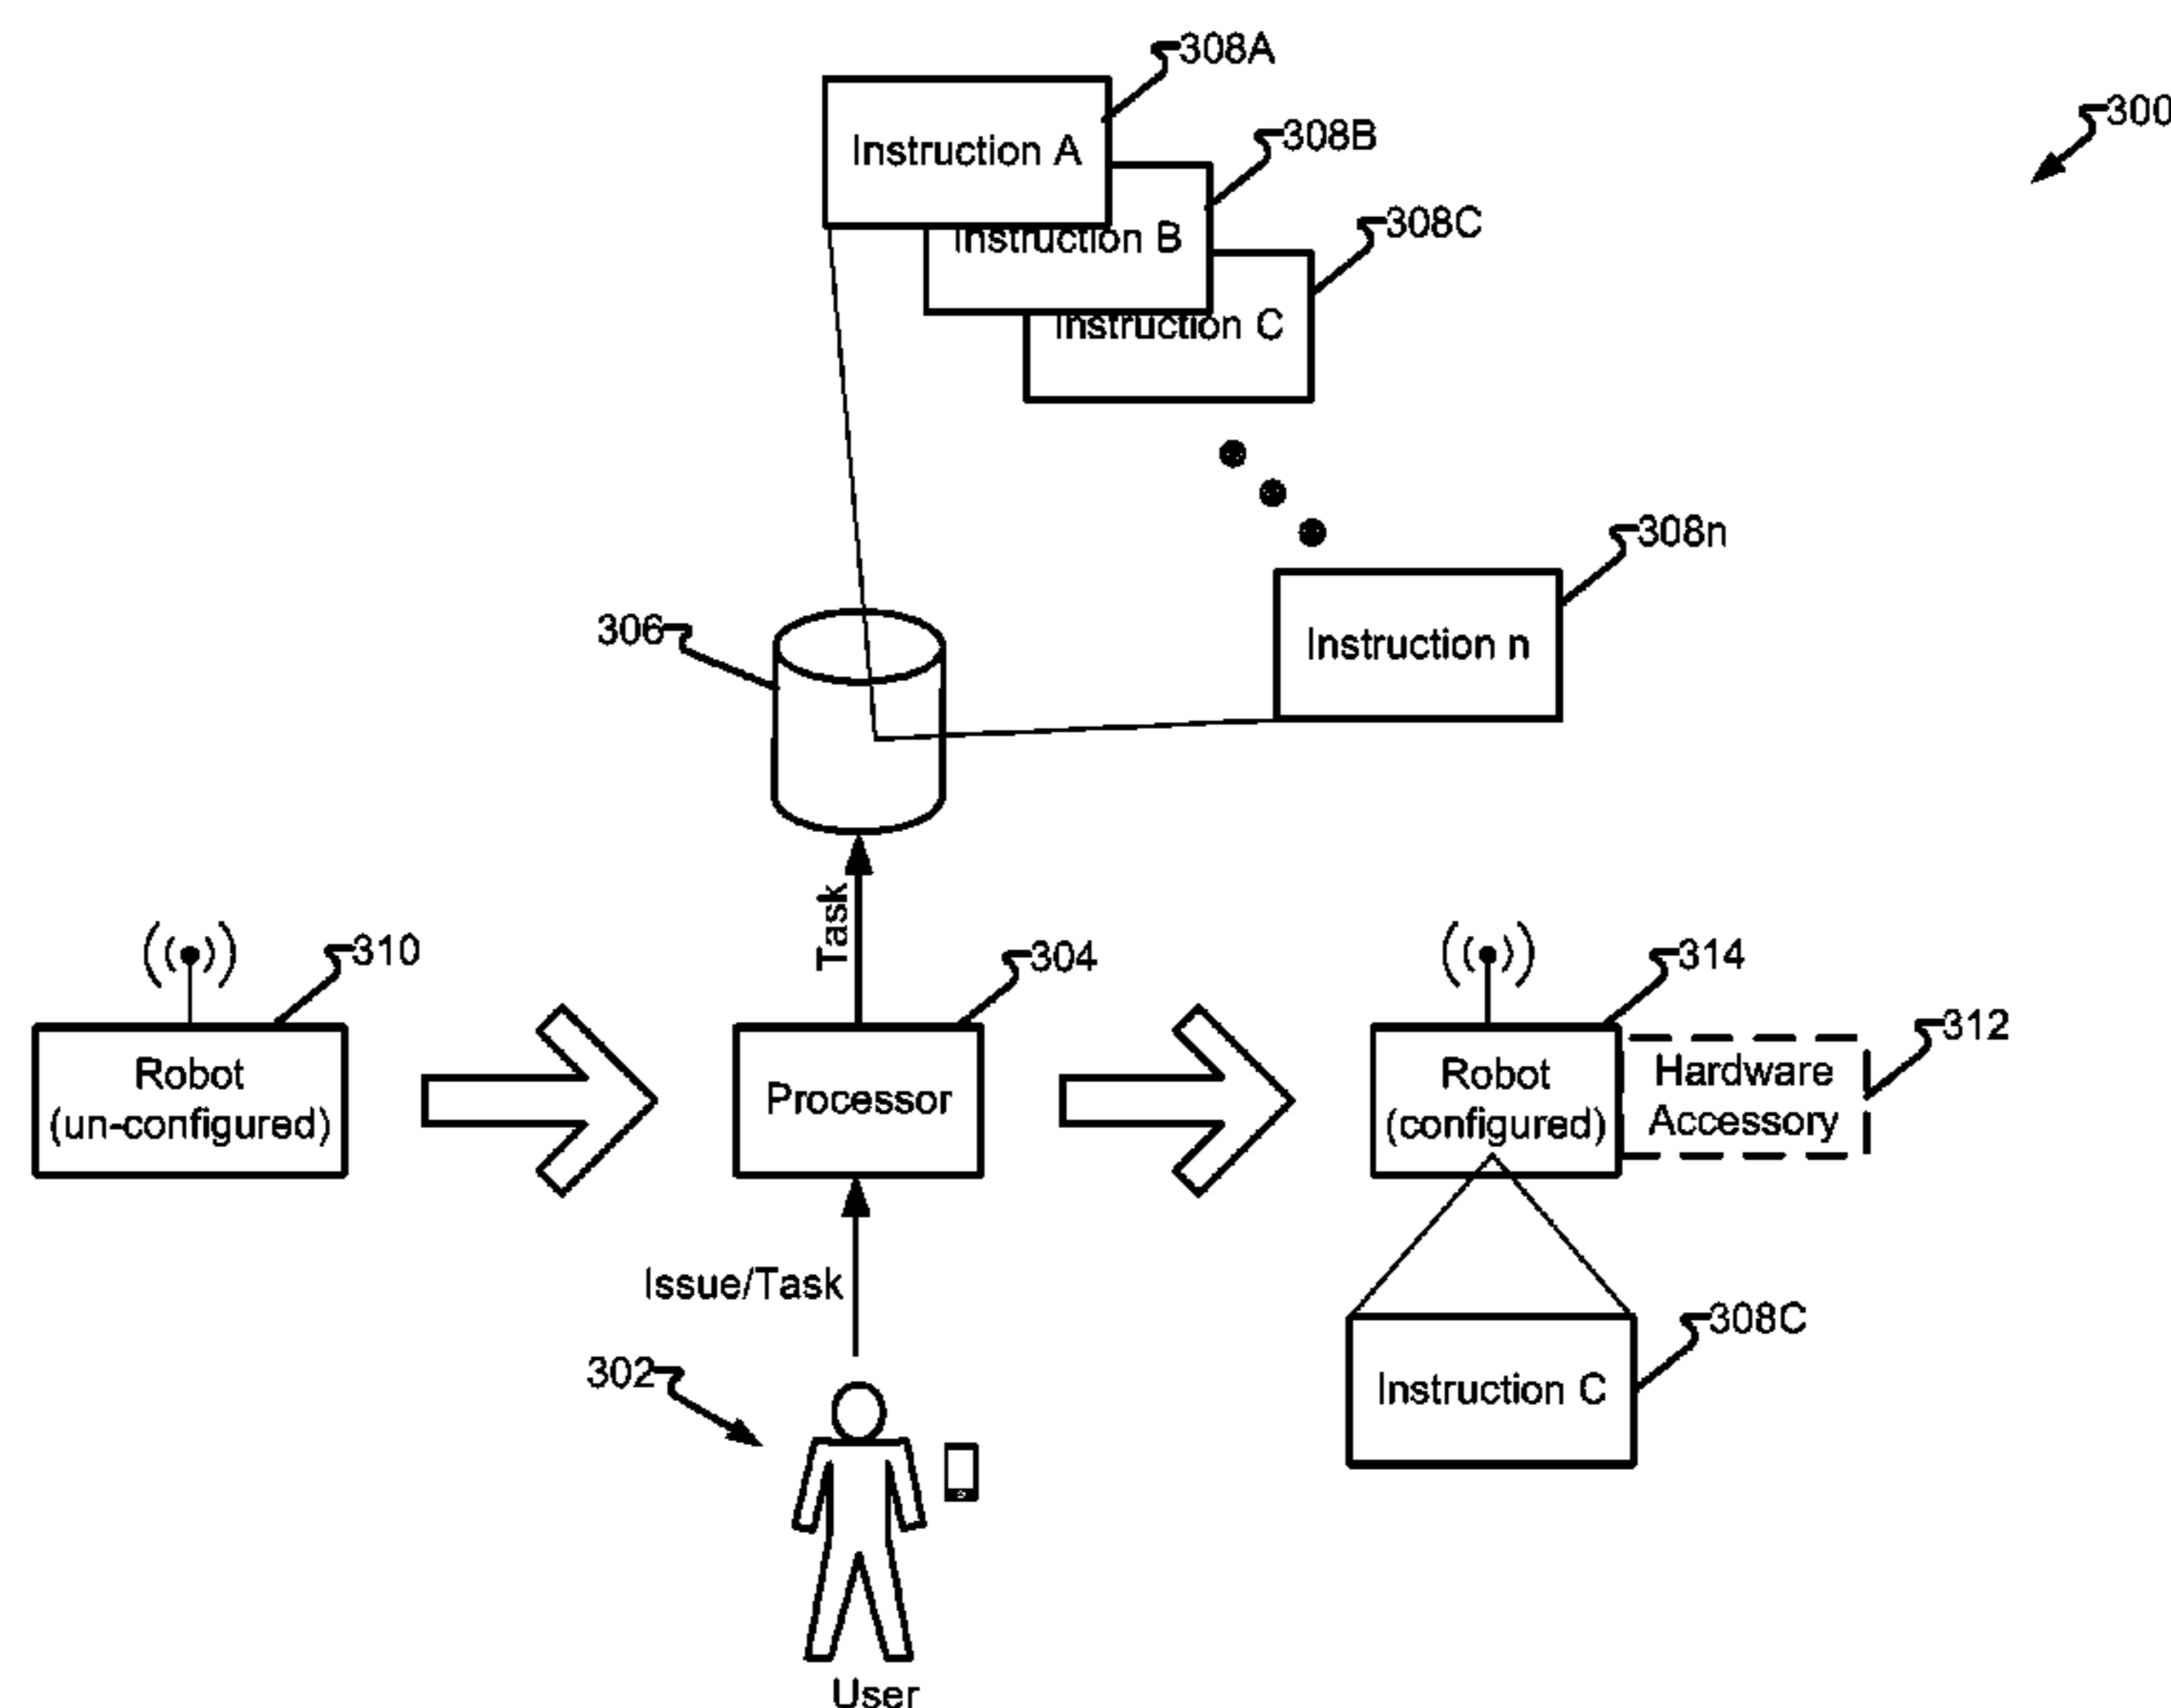 308A
300
Instruction A
308B
Instruction B
308C
Instruction C
308n
306
Instruction n
Task
310
304
314
312
Robot
(un-configured)
Processor
Robot
(configured)
Hardware
Accessory
Issue/Task
308C
302
Instruction C
User